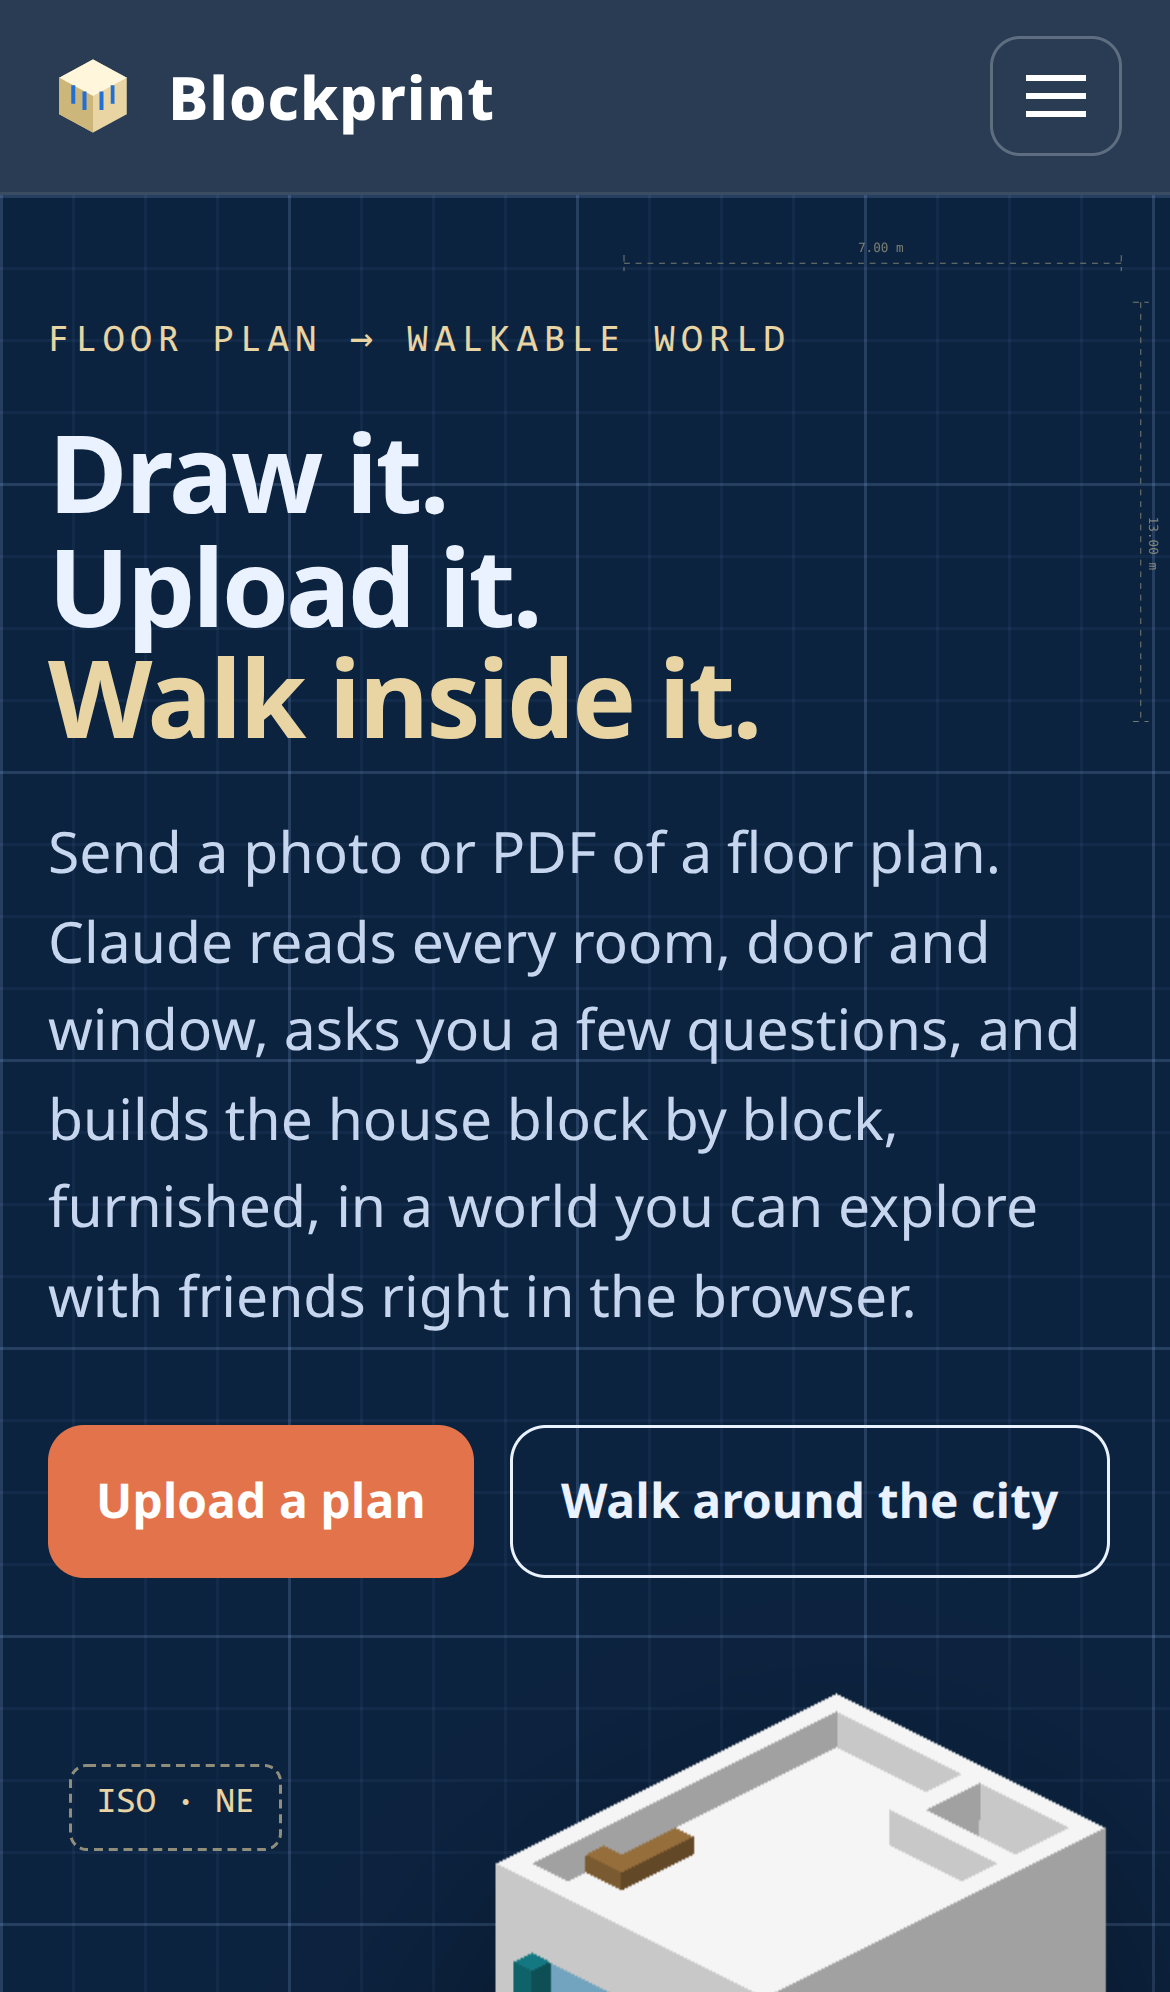 Blockprint
7.00 m
FLOOR PLAN → WALKABLE WORLD
13.00 m
Draw it.
Upload it.
Walk inside it.
Send a photo or PDF of a floor plan.
Claude reads every room, door and
window, asks you a few questions, and
builds the house block by block,
furnished, in a world you can explore
with friends right in the browser.
Upload a plan
Walk around the city
ISO · NE